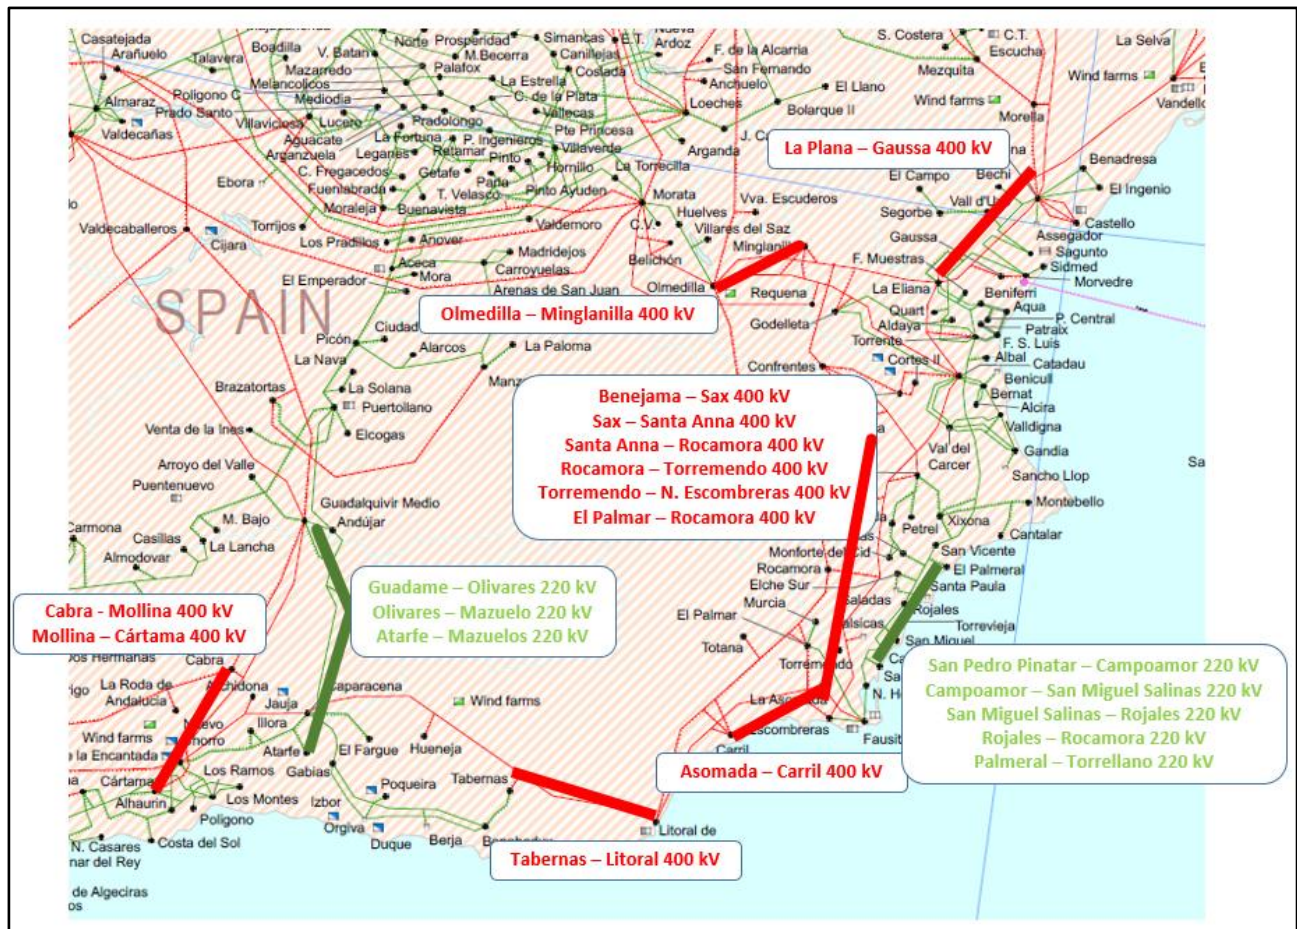 Casatejada
Arañuelo
Talavera
Boadilla
V. Batan
Norte
Prosperidad
Simancas
E.T.
Ardoz
S. Costera
C.T.
Escucha
La Selva
M.Becerra
Canillejas
F. de la Alcarria
Mazarredo
Palafox
Coslada
San Fernando
Mezquita
Wind farms
Melancolicos
La Estrella
Anchuelo
El Llano
Almaraz
Poligono C
Prado Santo
Mediodia
C. de la Plata
Loeches
Bolarque II
Wind farms
Vandello
Valdecañas
Villaviciosa
Lucero
Pradolongo
Vallecas
Morella
Aguacate
La Fortuna
P. Ingenieros
Pte Princesa
Arganzuela
Leganes
Retamar
Villaverde
Arganda
La Plana – Gaussa 400 kV
C. Fregacedos
Getafe
Pinto
Hornillo
La Torrecilla
Bechi
Benadresa
Ebora
Fuenlabrada
T. Velasco
Pinto Ayuden
Morata
El Campo
El Ingenio
Moraleja
Buenavista
Huelves
Vva. Escuderos
Segorbe
Castello
Valdecaballeros
Torrijos
Valdemoro
C.V.
Villares del Saz
Assegador
Cijara
Los Pradillos
Añover
Madridejos
Minglanilla
Gaussa
Sagunto
Aceca
Belichón
F. Muestras
Sidmed
El Emperador
Mora
Carroyuelas
Morvedre
Arenas de San Juan
Olmedilla
Requena
La Eliana
Beniferri
SPAIN
Olmedilla – Minglanilla 400 kV
Godelleta
Quart
Aqua
Aldaya
P. Central
Picón
Torrente
Patraix
F. S. Luis
La Nava
Alarcos
La Paloma
Cortes II
Albal
Catadau
Brazatortas
La Solana
Confrentes
Benicull
Puertollano
Bernat
Alcira
Venta de la Ines
Elcogas
Valldigna
Benejama – Sax 400 kV
Sax – Santa Anna 400 kV
Santa Anna – Rocamora 400 kV
Rocamora – Torremendo 400 kV
Torremendo – N. Escombreras 400 kV
El Palmar – Rocamora 400 kV
Val del
Carcer
Gandia
Sancho Llop
Arroyo del Valle
Puentenuevo
Guadalquivir Medio
Montebello
Carmona
M. Bajo
Andújar
Petrel
Xixona
Casillas
La Lancha
Cantalar
Almodovar
Monforte del Cid
San Vicente
Rocamora
El Palmeral
Guadame – Olivares 220 kV
Olivares – Mazuelo 220 kV
Atarfe – Mazuelos 220 kV
Elche Sur
Santa Paula
Cabra - Mollina 400 kV
Mollina – Cártama 400 kV
El Palmar
Murcia
Saladas
Rojales
Torrevieja
Totana
San Miguel
Dos Hermanas
Cabra
Torremendo
San Pedro Pinatar – Campoamor 220 kV
Campoamor – San Miguel Salinas 220 kV
San Miguel Salinas – Rojales 220 kV
Rojales – Rocamora 220 kV
Palmeral – Torrellano 220 kV
La Roda de
Andalucia
Jauja
Caparacena
Wind farms
Illora
Wind farms
Atarfe
El Fargue
Hueneja
Carril
Escombreras
Cártama
Los Ramos
Gabias
Tabernas
Asomada – Carril 400 kV
Alhaurin
Los Montes
Izbor
Poqueira
Poligono
Orgiva
Litoral de
N. Casares
Costa del Sol
Duque
Berja
Tabernas – Litoral 400 kV
de Algeciras